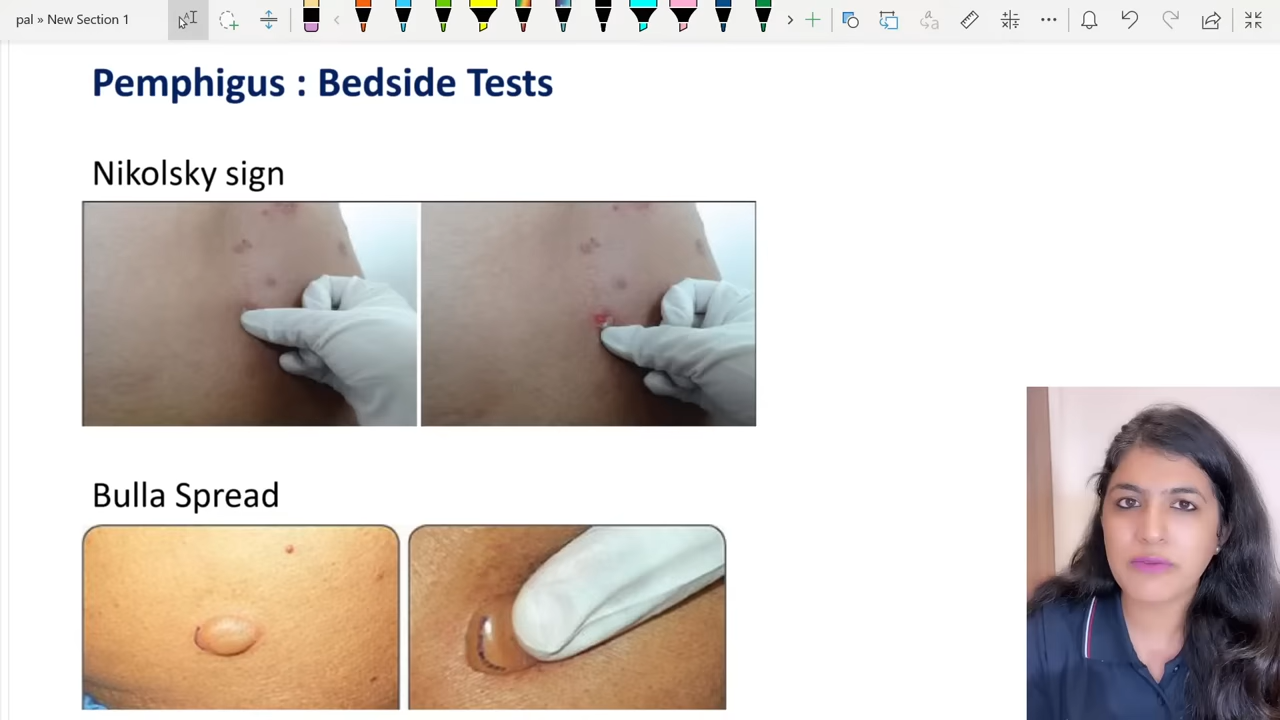 pal » New Section 1
Pemphigus : Bedside Tests
Nikolsky sign
Bulla Spread